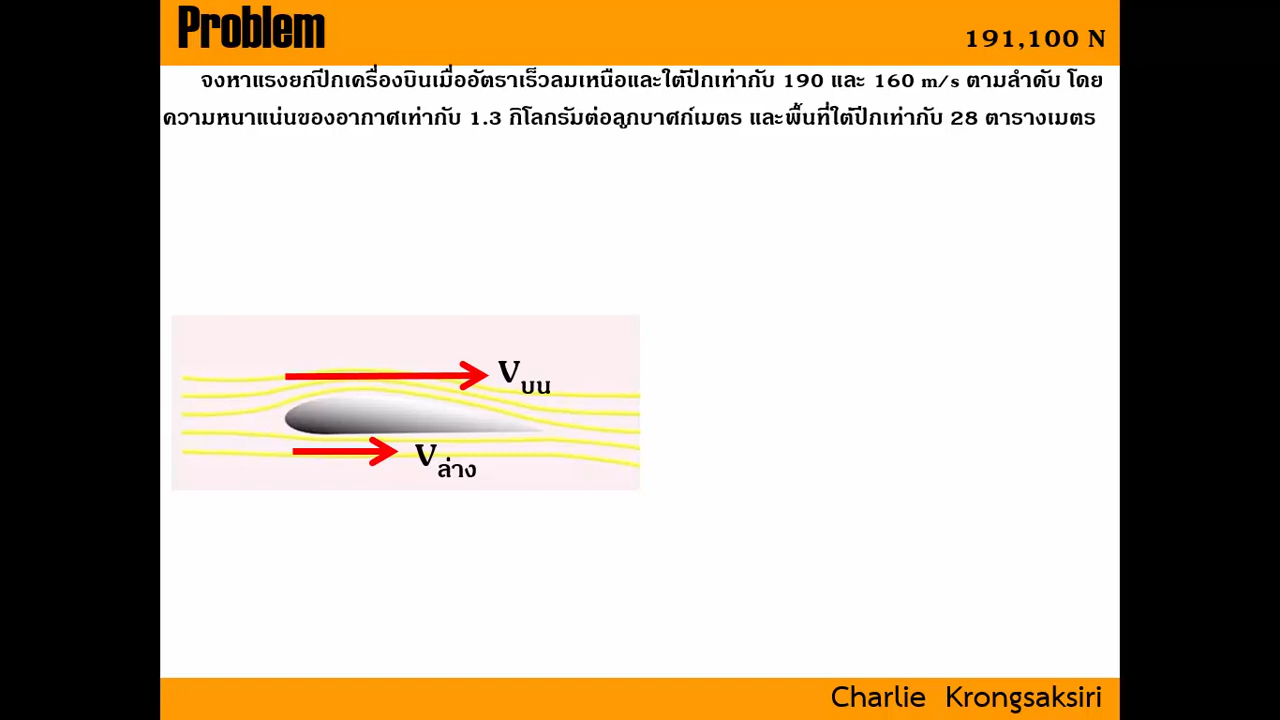 Problem
191,100 N
จงหาแรงยกปีกเครื่องบินเมื่ออัตราเร็วลมเหนือและใต้ปีกเท่ากับ 190 และ 160 m/s ตามลำดับ โดย
ความหนาแน่นของอากาศเท่ากับ 1.3 กิโลกรัมต่อลูกบาศก์เมตร และพื้นที่ใต้ปีกเท่ากับ 28 ตารางเมตร
V บน
V ล่าง
Charlie Krongsaksiri